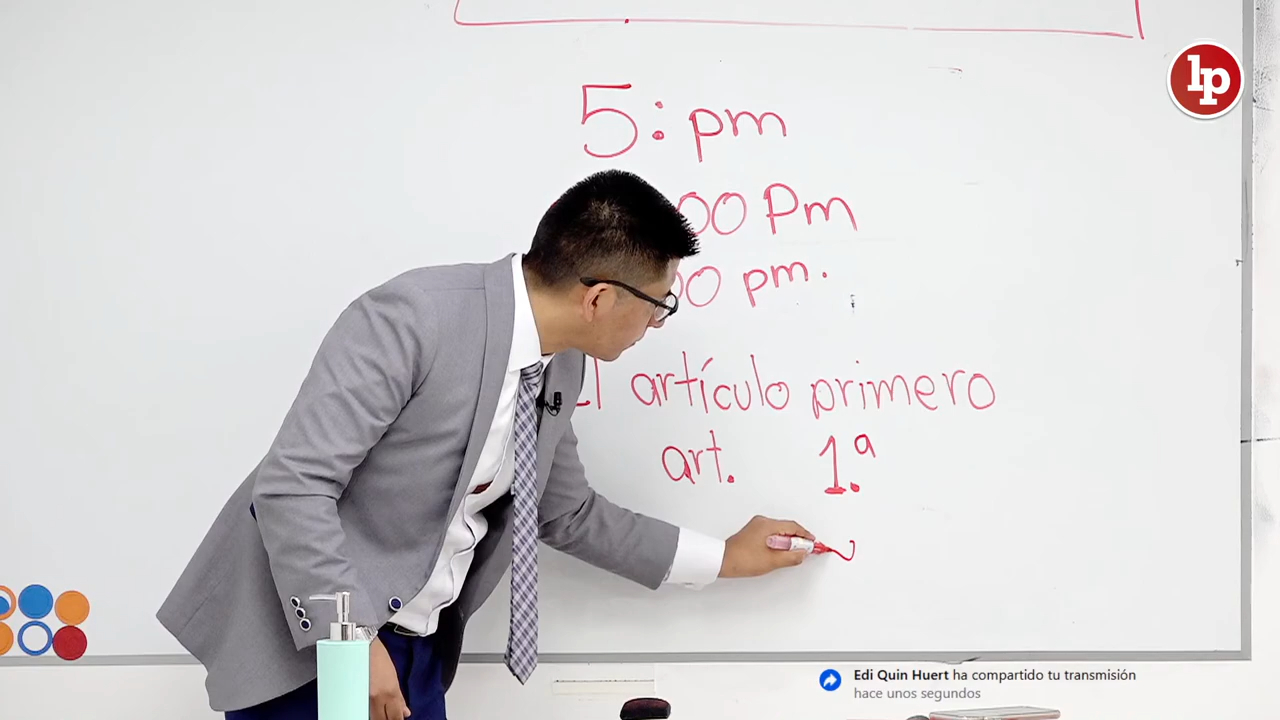 lp
5: pm
00 Pm
00 pm.
El artículo primero
art. 1.ª
Edi Quin Huert ha compartido tu transmisión
hace unos segundos